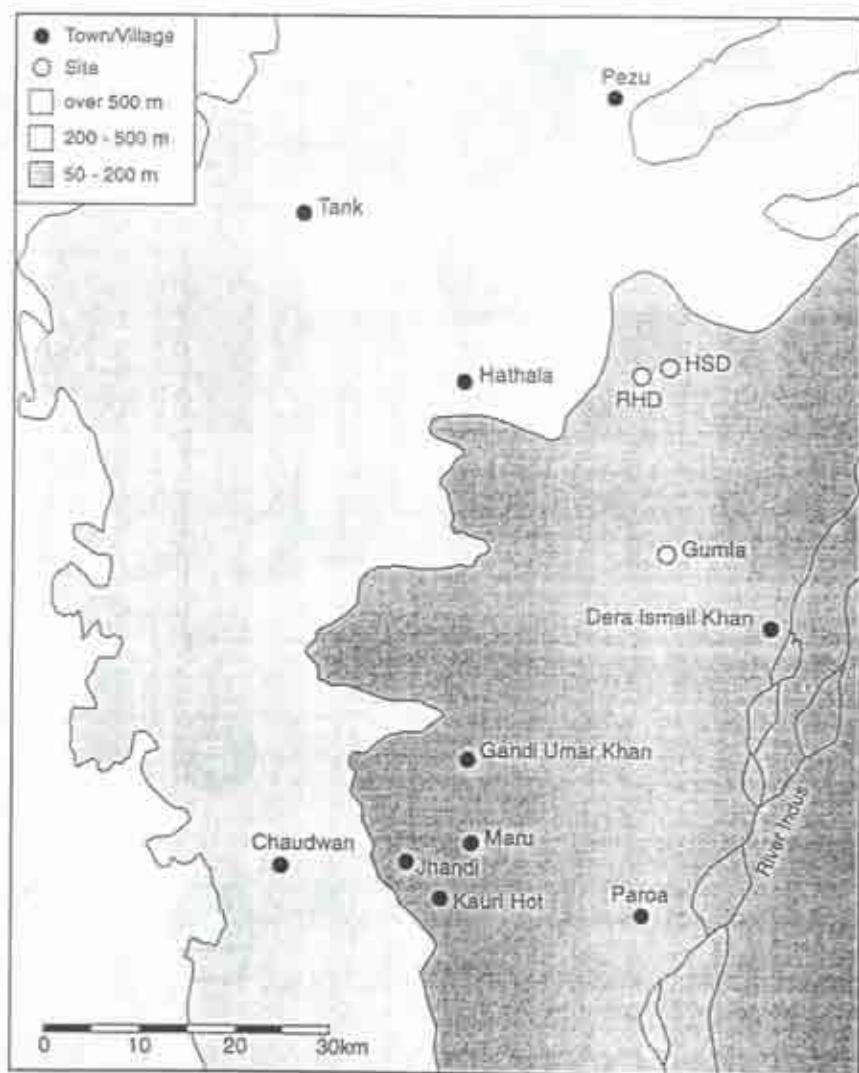 Town/Village
Site
over 500 m
200 - 500 m
50 - 200 m
Pezu
Tank
Hathala
HSD
RHD
Gumla
Dera Ismail Khan
Gandi Umar Khan
Maru
Chaudwan
Jhandi
Kauri Hot
Paroa
River Indus
0 10 20 30km